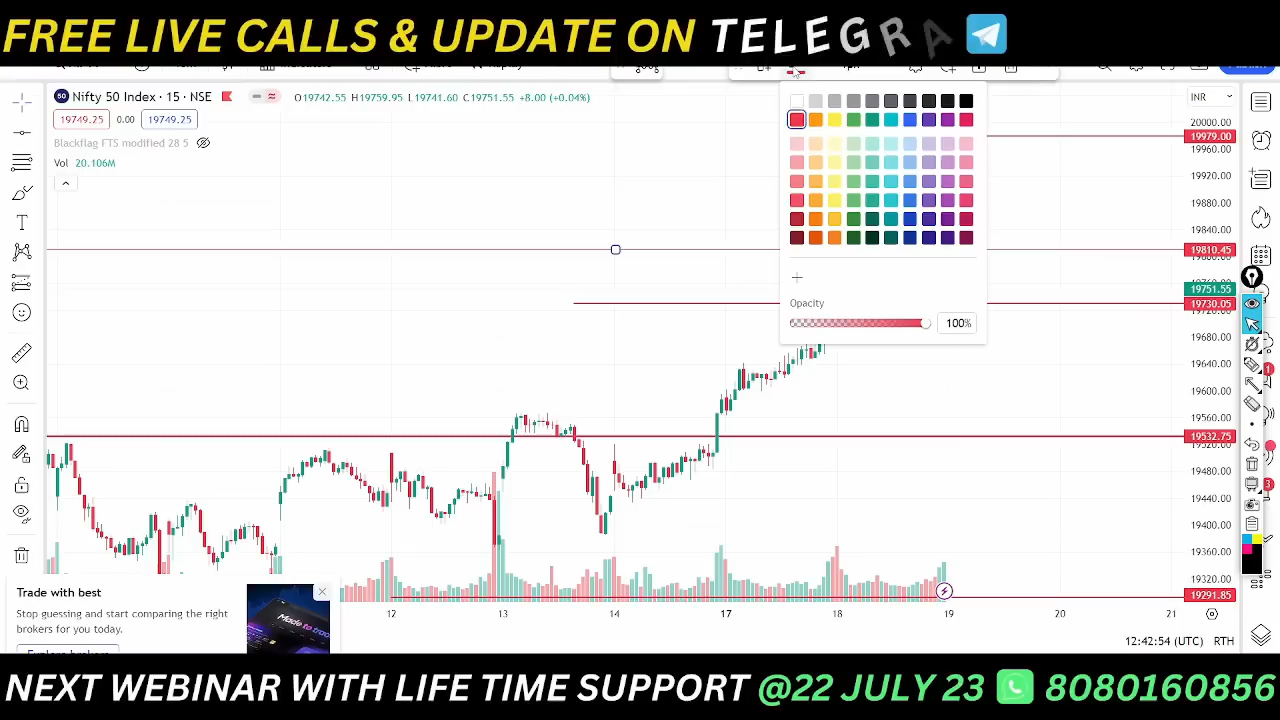 FREE LIVE CALLS & UPDATE ON TELEGRA
Nifty 50 Index · 15 · NSE
O19742.55 H19759.95 L19741.60 C19751.55 +8.00 (+0.04%)
INR
19749.25 0.00 19749.25
Vol 20.106M
20000.00
19979.00
19960.00
19920.00
19880.00
19840.00
19810.45
19751.55
19730.05
19680.00
19640.00
19600.00
19560.00
19532.75
19480.00
19440.00
19400.00
19360.00
19320.00
19291.85
Opacity
100%
12 13 14 17 18 19 20 21
12:42:54 (UTC) RTH
Trade with best
Stop guessing and start comparing the right
brokers for you today.
NEXT WEBINAR WITH LIFE TIME SUPPORT @22 JULY 23 8080160856